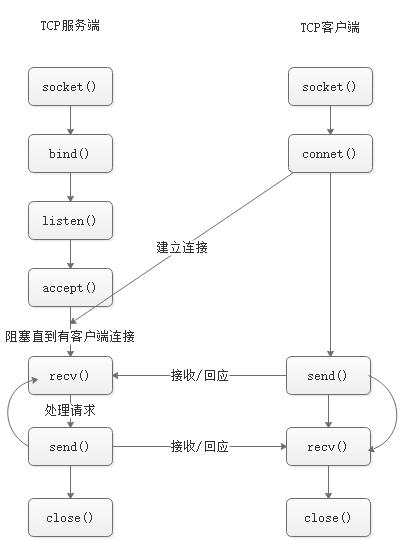 TCP服务端
TCP客户端
socket()
socket()
bind()
connet()
listen()
建立连接
accept()
阻塞直到有客户端连接
recv()
接收/回应
send()
处理请求
send()
接收/回应
recv()
close()
close()